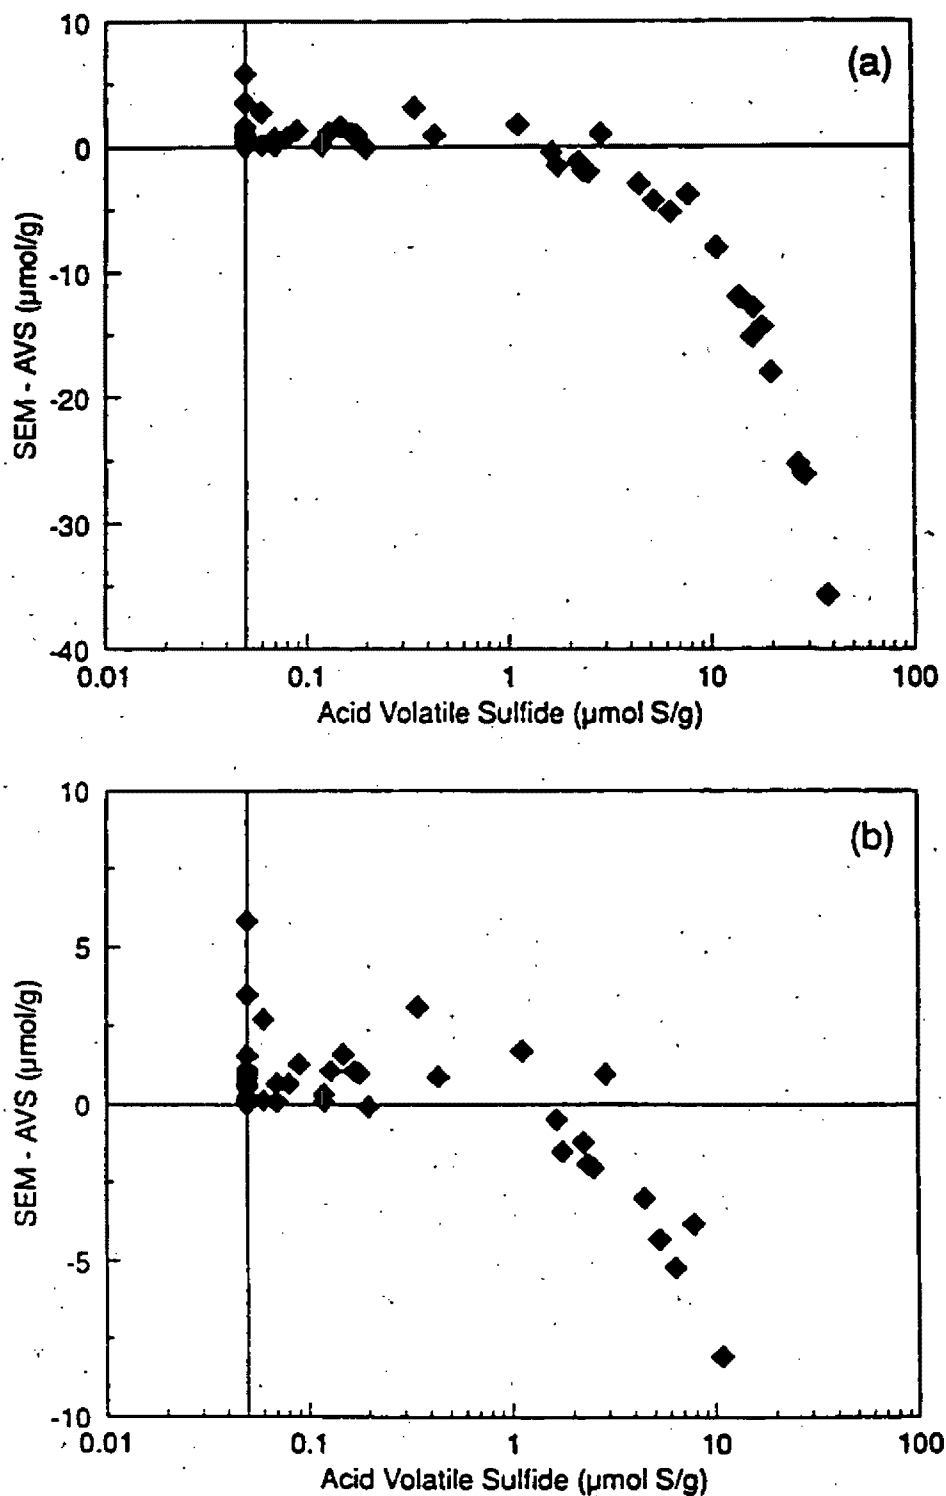 (a)
10
0
-10
-20
-30
-40
SEM - AVS (µmol/g)
0.01 0.1 1 10 100
Acid Volatile Sulfide (µmol S/g)
(b)
10
5
0
-5
-10
SEM - AVS (µmol/g)
0.01 0.1 1 10 100
Acid Volatile Sulfide (µmol S/g)